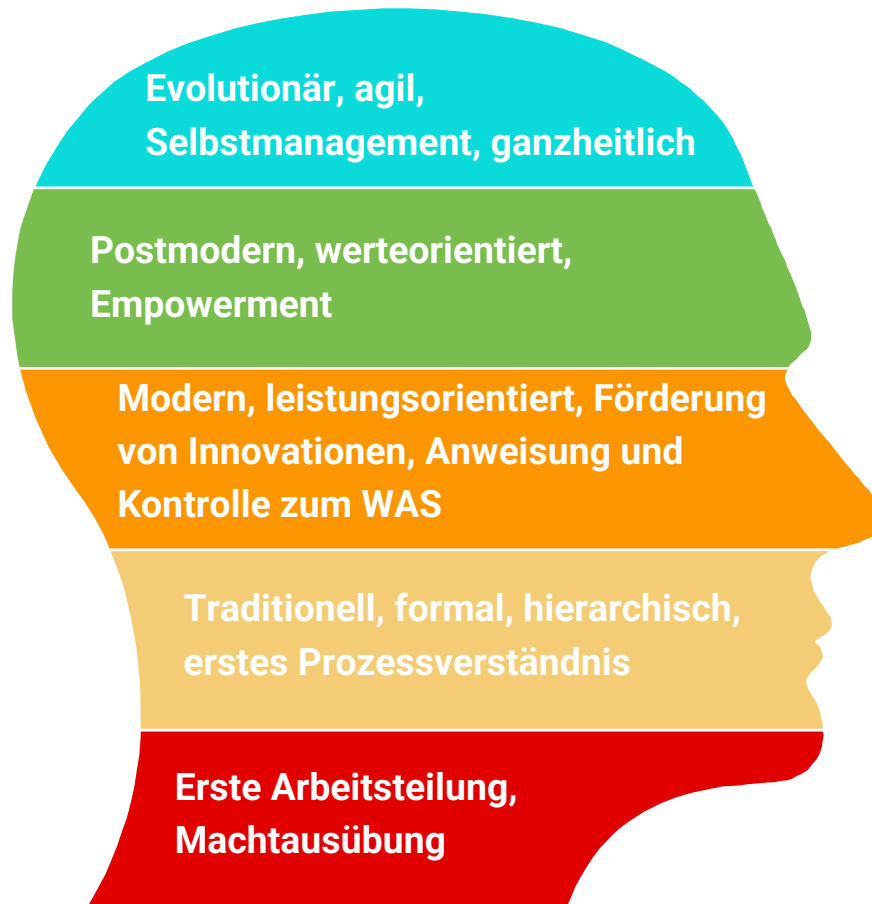 Evolutionär, agil,
Selbstmanagement, ganzheitlich
Postmodern, werteorientiert,
Empowerment
Modern, leistungsorientiert, Förderung
von Innovationen, Anweisung und
Kontrolle zum WAS
Traditionell, formal, hierarchisch,
erstes Prozessverständnis
Erste Arbeitsteilung,
Machtausübung